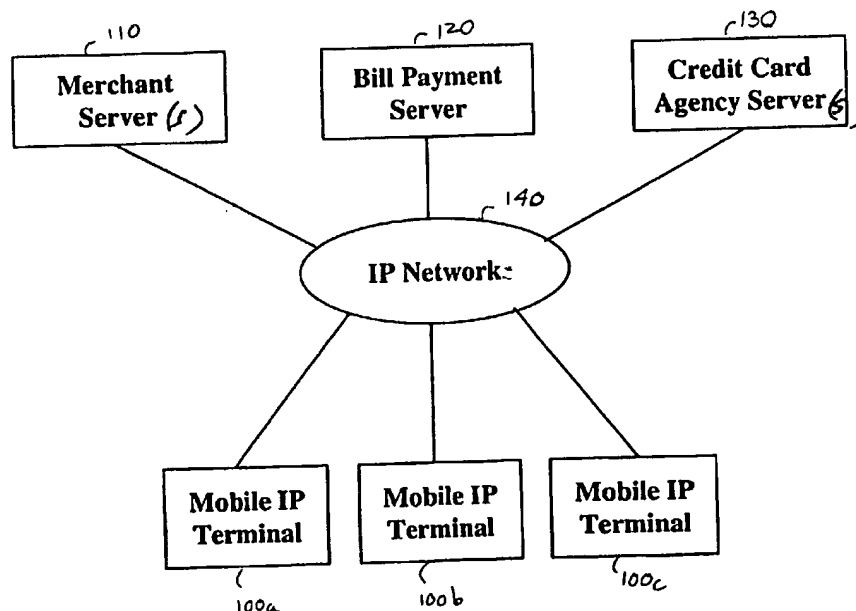 110
120
130
Merchant
Server (s)
Bill Payment
Server
Credit Card
Agency Server(s)
140
IP Network
Mobile IP
Terminal
Mobile IP
Terminal
Mobile IP
Terminal
100a
100b
100c